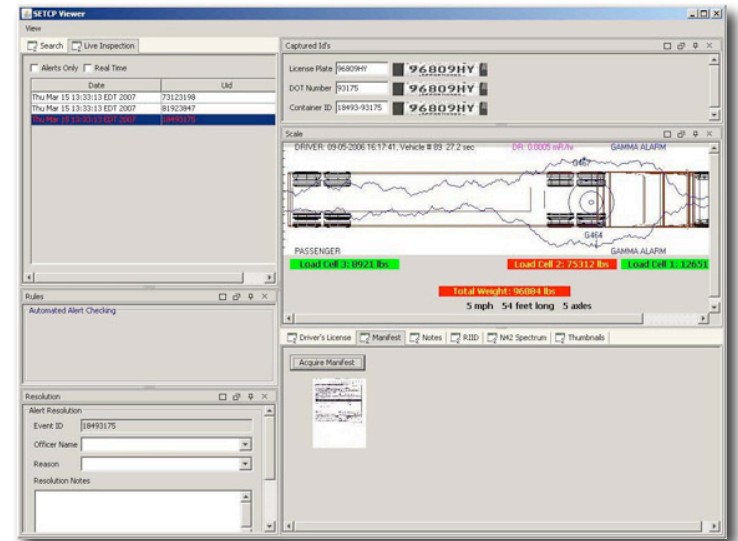 SETCP Viewer
View
Search Live Inspection
Alerts Only Real Time
Date Uid
Thu Mar 15 13:33:13 EDT 2007 73123198
Thu Mar 15 13:33:13 EDT 2007 81923847
Thu Mar 15 13:33:13 EDT 2007 18493175
Rules
Automated Alert Checking
Resolution
Alert Resolution
Event ID 18493175
Officer Name
Reason
Resolution Notes
Captured Id's
License Plate 96809HY 96809HY
DOT Number 93175 96809HY
Container ID 18493-93175 96809HY
Scale
DRIVER: 09-05-2006 16:17:41, Vehicle # 89 27.2 sec DR: 0.0005 mR/hr GAMMA ALARM
G467
G464
PASSENGER GAMMA ALARM
Load Cell 3: 8921 lbs Load Cell 2: 75312 lbs Load Cell 1: 12651
Total Weight: 96884 lbs
5 mph 54 feet long 5 axles
Driver's License Manifest Notes RIID N42 Spectrum Thumbnails
Acquire Manifest